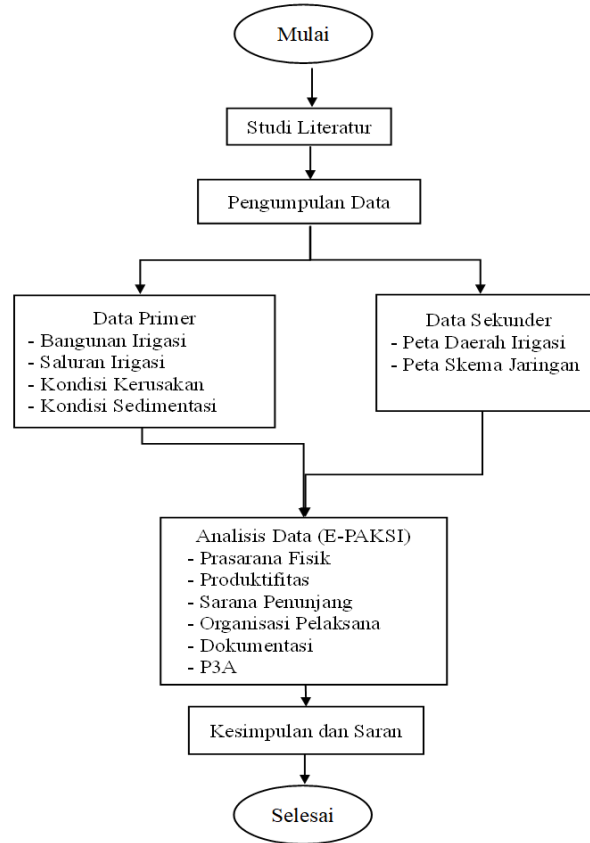 Mulai
Studi Literatur
Pengumpulan Data
Data Primer
- Bangunan Irigasi
- Saluran Irigasi
- Kondisi Kerusakan
- Kondisi Sedimentasi
Data Sekunder
- Peta Daerah Irigasi
- Peta Skema Jaringan
Analisis Data (E-PAKSI)
- Prasarana Fisik
- Produktifitas
- Sarana Penunjang
- Organisasi Pelaksana
- Dokumentasi
- P3A
Kesimpulan dan Saran
Selesai